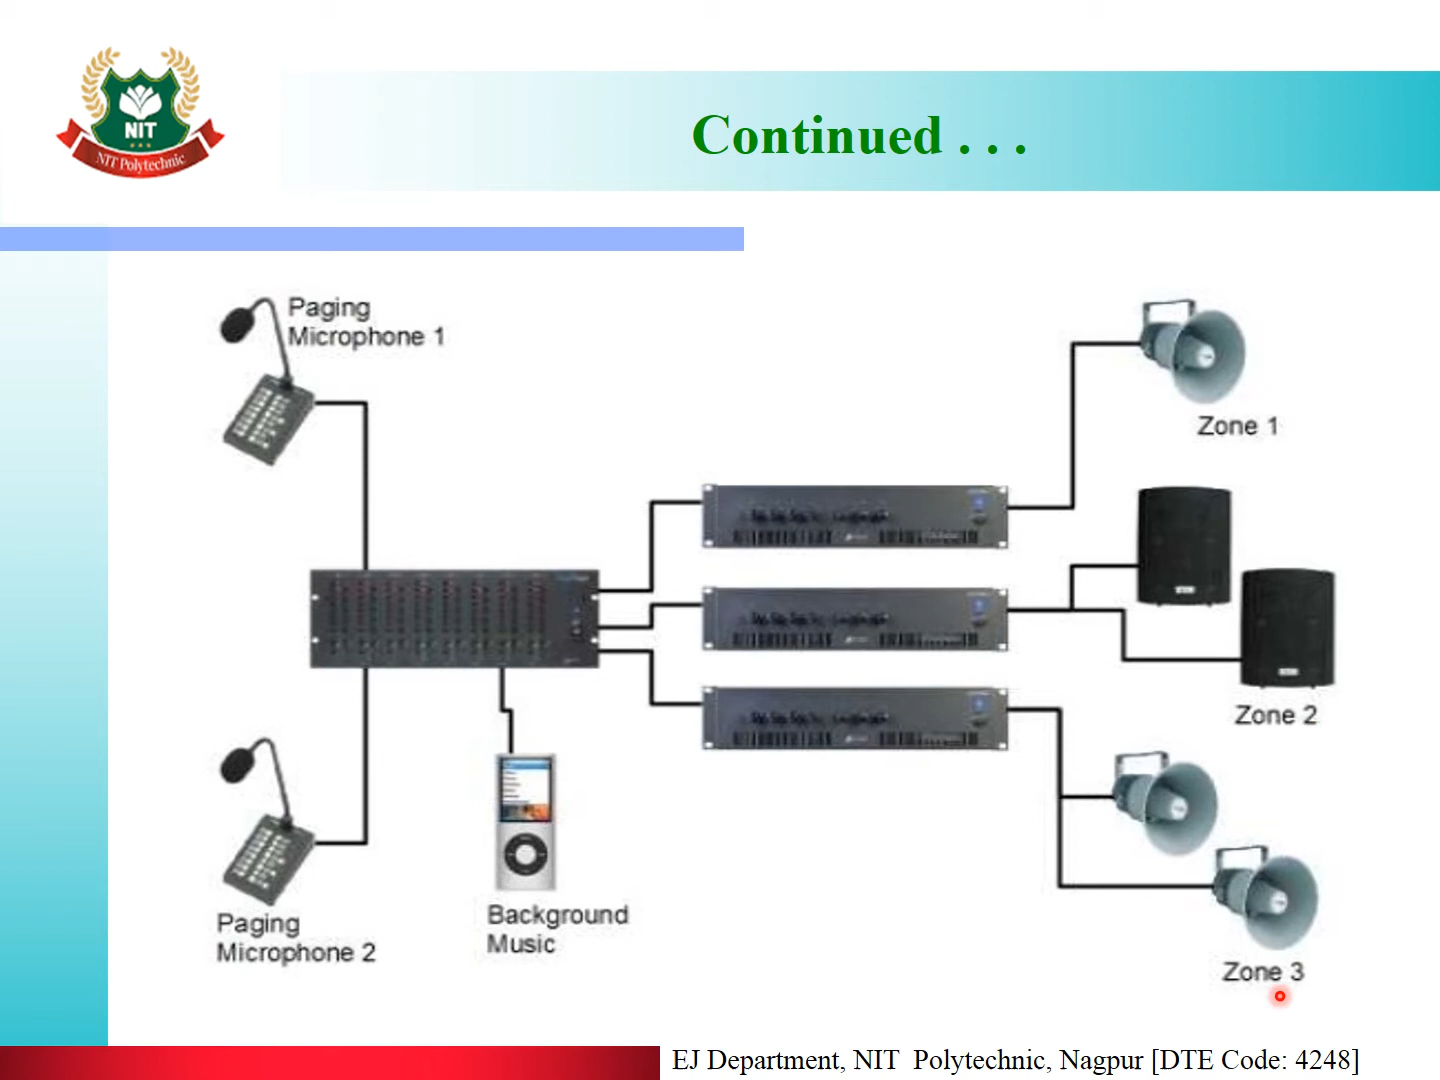 NIT
NIT Polytechnic
Continued . . .
Paging
Microphone 1
Zone 1
Zone 2
Paging
Microphone 2
Background
Music
Zone 3
EJ Department, NIT Polytechnic, Nagpur [DTE Code: 4248]